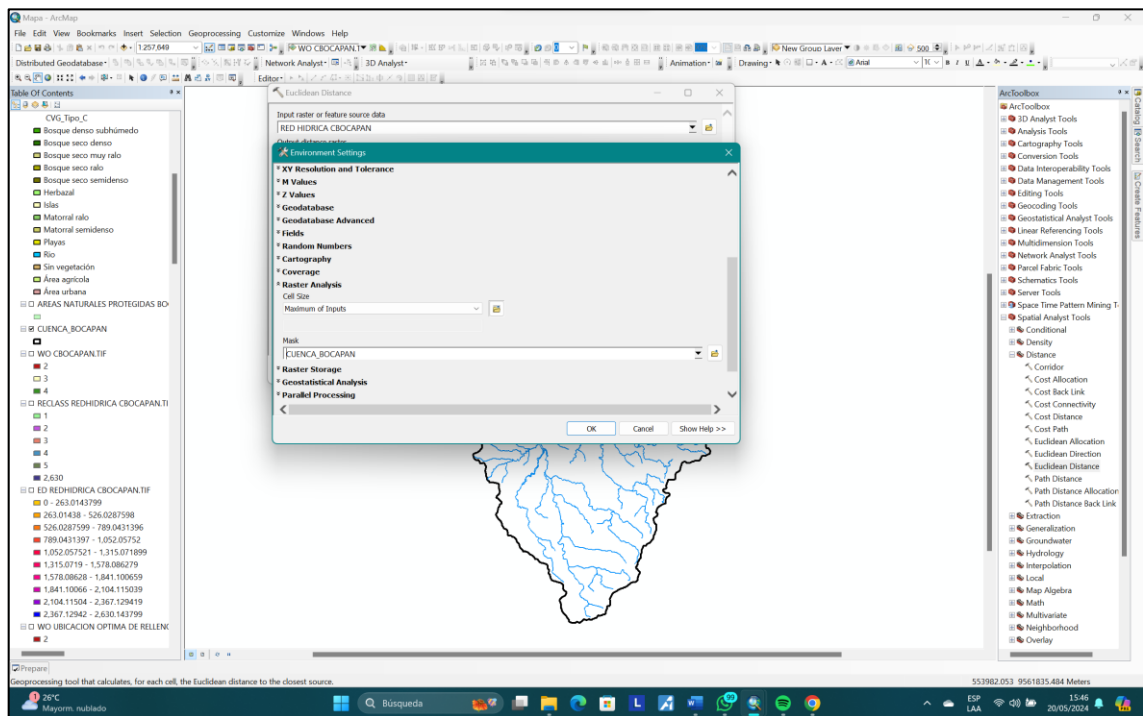 Mapa - ArcMap
File Edit View Bookmarks Insert Selection Geoprocessing Customize Windows Help
1:257,649
WO CBOCAPAN.T
New Group Layer
500
Distributed Geodatabase
Network Analyst
3D Analyst
Animation
Drawing
Arial
Editor
Table Of Contents
CVG_Tipo_C
Bosque denso subhúmedo
Bosque seco denso
Bosque seco muy ralo
Bosque seco ralo
Bosque seco semidenso
Herbazal
Islas
Matorral ralo
Matorral semidenso
Playas
Rio
Sin vegetación
Área agrícola
Área urbana
AREAS NATURALES PROTEGIDAS BO
CUENCA_BOCAPAN
WO CBOCAPAN.TIF
2
3
4
RECLASS REDHIDRICA CBOCAPAN.TI
1
2
3
4
5
2,630
ED REDHIDRICA CBOCAPAN.TIF
0 - 263.0143799
263.01438 - 526.0287598
526.0287599 - 789.0431396
789.0431397 - 1,052.05752
1,052.057521 - 1,315.071899
1,315.0719 - 1,578.086279
1,578.08628 - 1,841.100659
1,841.10066 - 2,104.115039
2,104.11504 - 2,367.129419
2,367.12942 - 2,630.143799
WO UBICACION OPTIMA DE RELLENO
2
Euclidean Distance
Input raster or feature source data
RED HIDRICA CBOCAPAN
Output distance raster
Environment Settings
XY Resolution and Tolerance
M Values
Z Values
Geodatabase
Geodatabase Advanced
Fields
Random Numbers
Cartography
Coverage
Raster Analysis
Cell Size
Maximum of Inputs
Mask
CUENCA_BOCAPAN
Raster Storage
Geostatistical Analysis
Parallel Processing
OK
Cancel
Show Help >>
ArcToolbox
ArcToolbox
3D Analyst Tools
Analysis Tools
Cartography Tools
Conversion Tools
Data Interoperability Tools
Data Management Tools
Editing Tools
Geocoding Tools
Geostatistical Analyst Tools
Linear Referencing Tools
Multidimension Tools
Network Analyst Tools
Parcel Fabric Tools
Schematics Tools
Server Tools
Space Time Pattern Mining T
Spatial Analyst Tools
Conditional
Density
Distance
Corridor
Cost Allocation
Cost Back Link
Cost Connectivity
Cost Distance
Cost Path
Euclidean Allocation
Euclidean Direction
Euclidean Distance
Path Distance
Path Distance Allocation
Path Distance Back Link
Extraction
Generalization
Groundwater
Hydrology
Interpolation
Local
Map Algebra
Math
Multivariate
Neighborhood
Overlay
Catalog
Search
Create Features
Prepare
Geoprocessing tool that calculates, for each cell, the Euclidean distance to the closest source.
553982.053 9561835.484 Meters
1
26°C
Mayorm. nublado
Búsqueda
99
ESP
LAA
15:46
20/05/2024